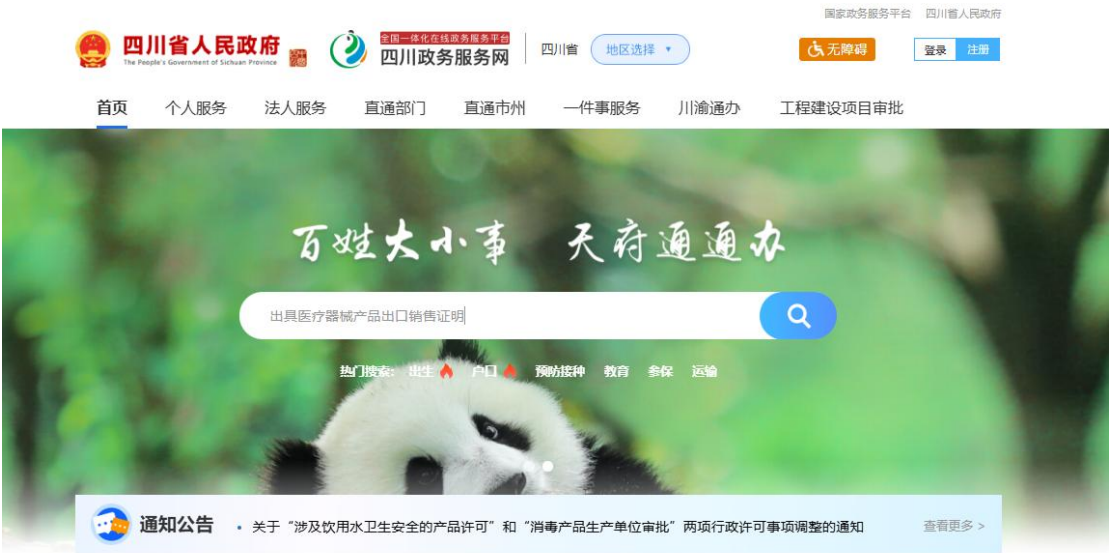 国家政务服务平台 四川省人民政府
四川省人民政府
The People's Government of Sichuan Province
全国一体化在线政务服务平台
四川政务服务网
四川省 地区选择
无障碍
登录 注册
首页 个人服务 法人服务 直通部门 直通市州 一件事服务 川渝通办 工程建设项目审批
百姓大小事 天府通通办
出具医疗器械产品出口销售证明
热门搜索: 出生 户口 预防接种 教育 参保 运输
通知公告 · 关于“涉及饮用水卫生安全的产品许可”和“消毒产品生产单位审批”两项行政许可事项调整的通知 查看更多 >